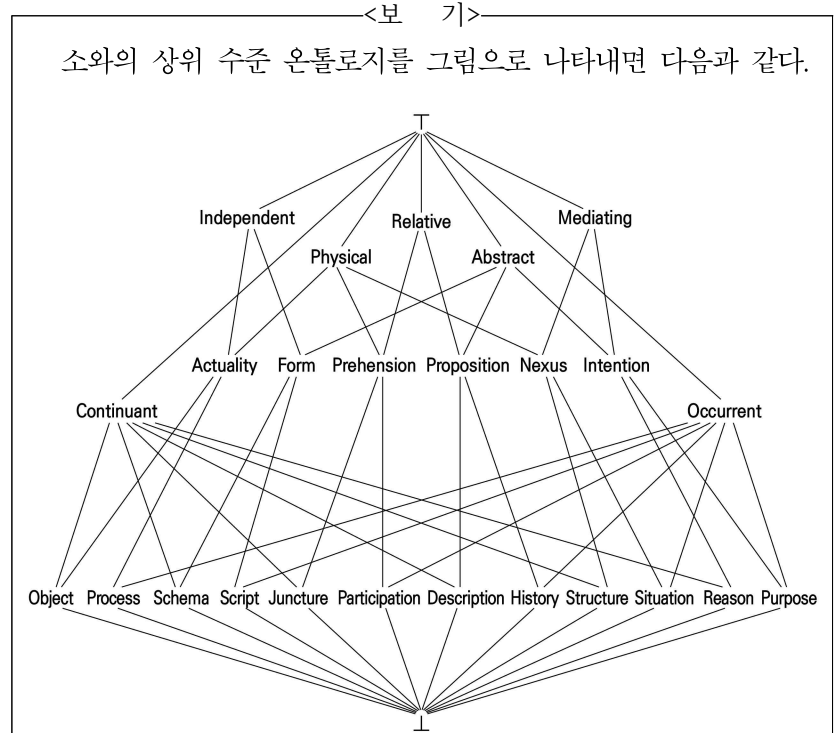 <보 기>
소와의 상위 수준 온톨로지를 그림으로 나타내면 다음과 같다.
⊤
Independent Relative Mediating
Physical Abstract
Actuality Form Prehension Proposition Nexus Intention
Continuant Occurrent
Object Process Schema Script Juncture Participation Description History Structure Situation Reason Purpose
⊥